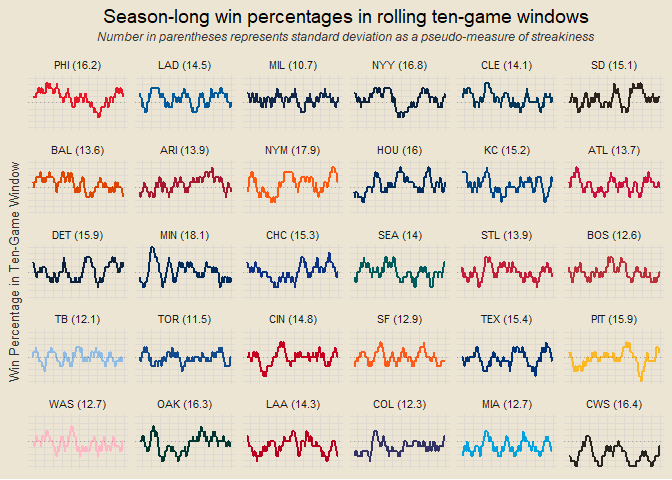 Season-long win percentages in rolling ten-game windows
Number in parentheses represents standard deviation as a pseudo-measure of streakiness
Win Percentage in Ten-Game Window
PHI (16.2) LAD (14.5) MIL (10.7) NYY (16.8) CLE (14.1) SD (15.1)
BAL (13.6) ARI (13.9) NYM (17.9) HOU (16) KC (15.2) ATL (13.7)
DET (15.9) MIN (18.1) CHC (15.3) SEA (14) STL (13.9) BOS (12.6)
TB (12.1) TOR (11.5) CIN (14.8) SF (12.9) TEX (15.4) PIT (15.9)
WAS (12.7) OAK (16.3) LAA (14.3) COL (12.3) MIA (12.7) CWS (16.4)